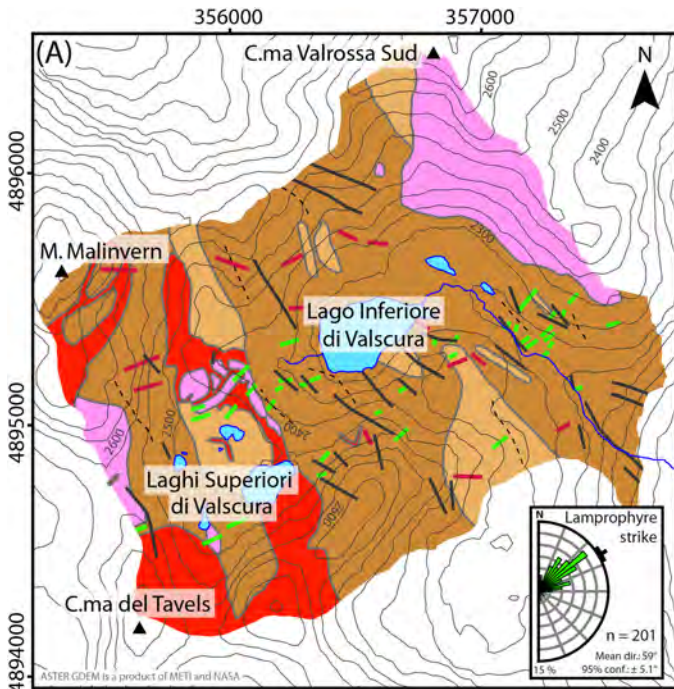 356000
357000
(A)
C.ma Valrossa Sud
N
2600
2500
2400
4896000
2300
M. Malinvern
Lago Inferiore
di Valscura
4895000
2400
2500
2600
Laghi Superiori
di Valscura
2600
N
Lamprophyre
strike
C.ma del Tavels
n = 201
Mean dir.: 59°
15 %
95% conf.: ± 5.1°
4894000
ASTER GDEM is a product of METI and NASA